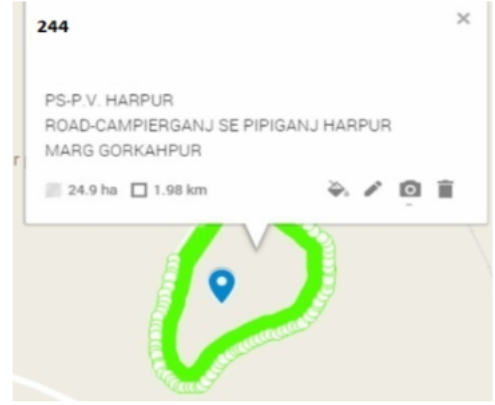 244
PS-P.V. HARPUR
ROAD-CAMPIERGANJ SE PIPIGANJ HARPUR
MARG GORKAHPUR
24.9 ha 1.98 km